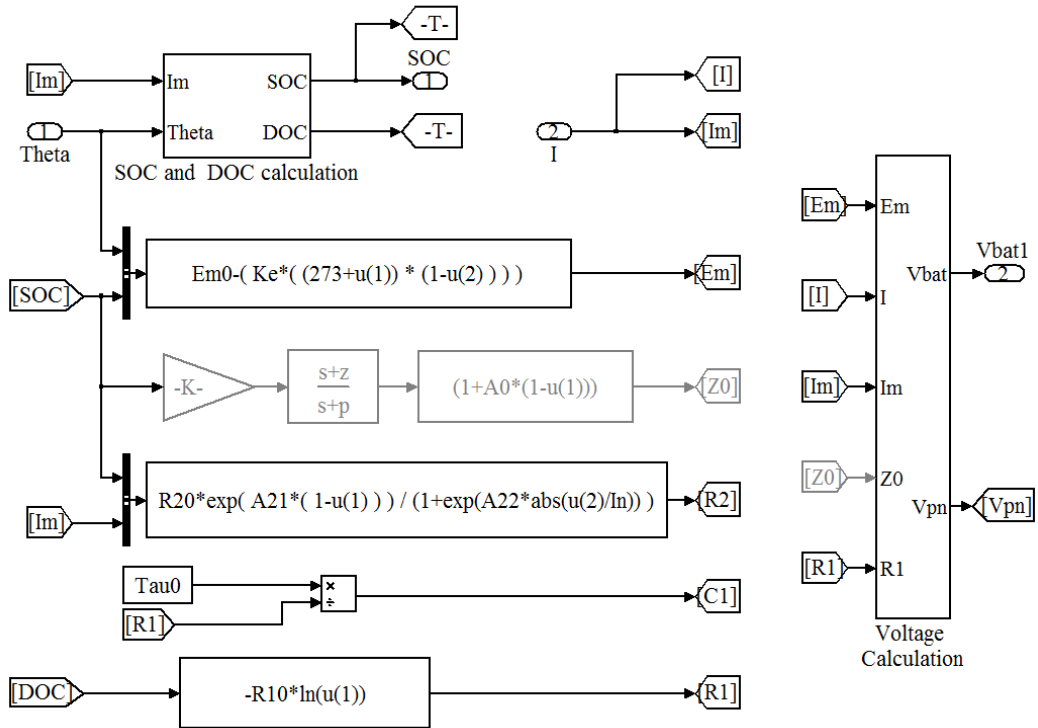 -T-
SOC
1
[Im]
Im
SOC
Theta
DOC
1
Theta
-T-
SOC and DOC calculation
[I]
2
I
[Im]
Em0-( Ke*( (273+u(1)) * (1-u(2) ) ) )
[Em]
[SOC]
-K-
s+z
s+p
(1+A0*(1-u(1)))
[Z0]
R20*exp( A21*( 1-u(1) ) ) / (1+exp(A22*abs(u(2)/In)) )
[R2]
[Im]
Tau0
×
÷
[R1]
[C1]
[DOC]
-R10*ln(u(1))
[R1]
[Em]
Em
[I]
I
[Im]
Im
[Z0]
Z0
[R1]
R1
Vbat
Vbat1
2
Vpn
[Vpn]
Voltage
Calculation